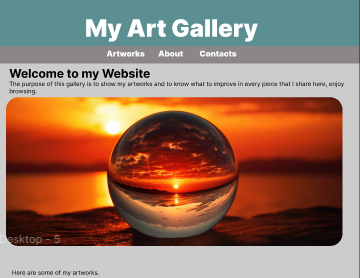 My Art Gallery
Artworks About Contacts
Welcome to my Website
The purpose of this gallery is to show my artworks and to know what to improve in every piece that I share here, enjoy
browsing.
Desktop - 5
Here are some of my artworks.